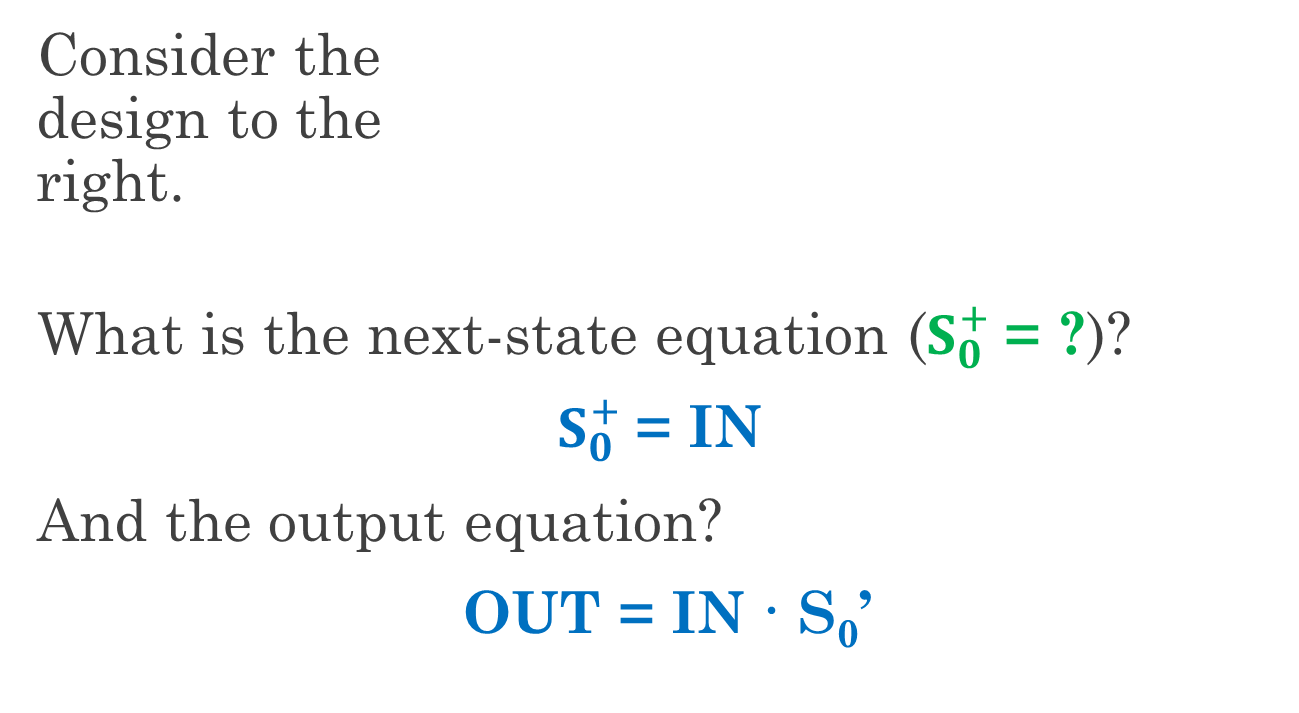 Consider the
design to the
right.
What is the next-state equation (S₀⁺ = ?)?
S₀⁺ = IN
And the output equation?
OUT = IN · S₀’